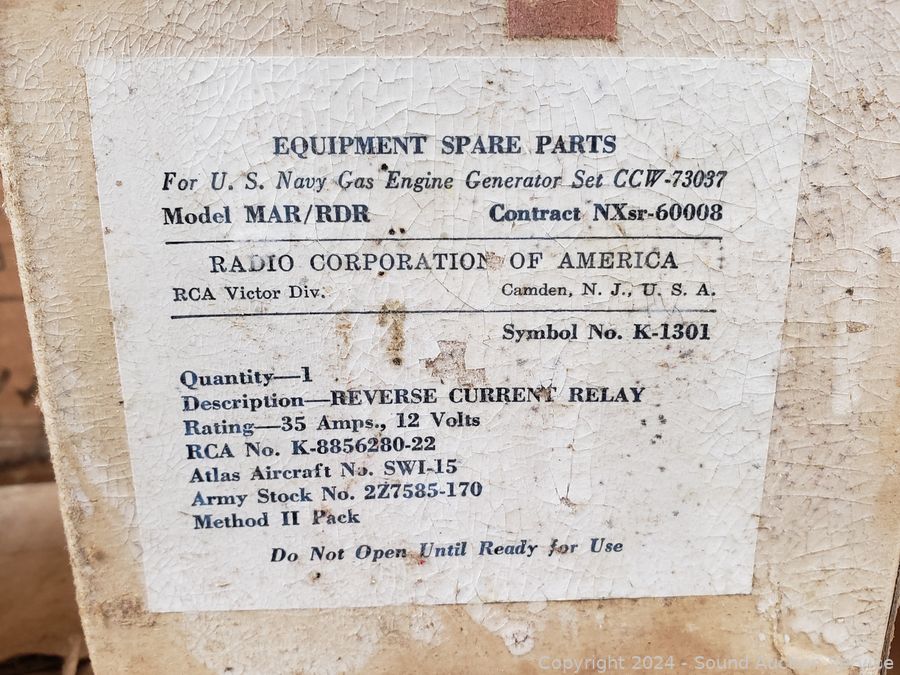 EQUIPMENT SPARE PARTS
For U. S. Navy Gas Engine Generator Set CCW-73037
Model MAR/RDR Contract NXsr-60008
RADIO CORPORATION OF AMERICA
RCA Victor Div. Camden, N. J., U. S. A.
Symbol No. K-1301
Quantity—1
Description—REVERSE CURRENT RELAY
Rating—35 Amps., 12 Volts
RCA No. K-8856280-22
Atlas Aircraft No. SWI-15
Army Stock No. 2Z7585-170
Method II Pack
Do Not Open Until Ready for Use
Copyright 2024 - Sound Auction Service